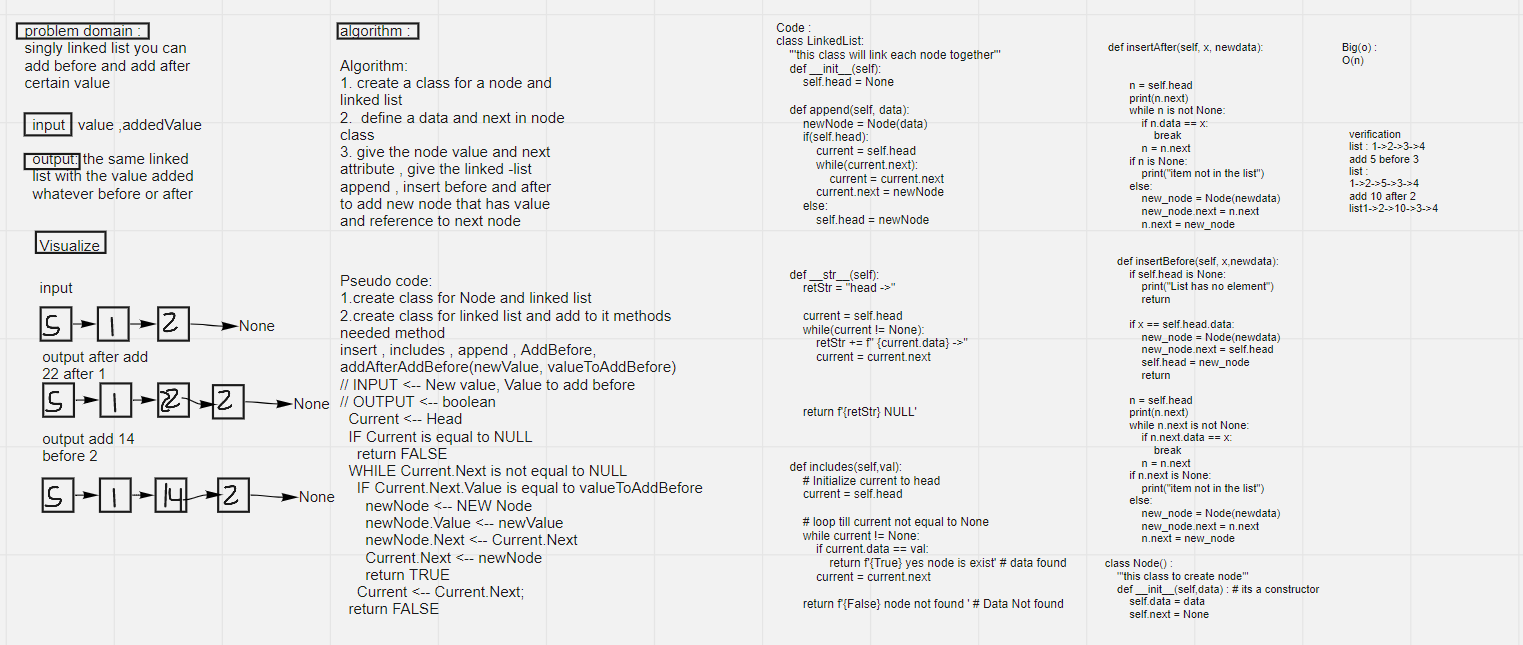 problem domain :
singly linked list you can
add before and add after
certain value
input value ,addedValue
output: the same linked
list with the value added
whatever before or after
Visualize
input
5 1 2 None
output after add
22 after 1
5 1 22 2 None
output add 14
before 2
5 1 14 2 None
algorithm :
Algorithm:
1. create a class for a node and
linked list
2. define a data and next in node
class
3. give the node value and next
attribute , give the linked -list
append , insert before and after
to add new node that has value
and reference to next node
Pseudo code:
1.create class for Node and linked list
2.create class for linked list and add to it methods
needed method
insert , includes , append , AddBefore,
addAfterAddBefore(newValue, valueToAddBefore)
// INPUT <-- New value, Value to add before
// OUTPUT <-- boolean
Current <-- Head
IF Current is equal to NULL
return FALSE
WHILE Current.Next is not equal to NULL
IF Current.Next.Value is equal to valueToAddBefore
newNode <-- NEW Node
newNode.Value <-- newValue
newNode.Next <-- Current.Next
Current.Next <-- newNode
return TRUE
Current <-- Current.Next;
return FALSE
Code :
class LinkedList:
'''this class will link each node together'''
def __init__(self):
self.head = None
def append(self, data):
newNode = Node(data)
if(self.head):
current = self.head
while(current.next):
current = current.next
current.next = newNode
else:
self.head = newNode
def __str__(self):
retStr = "head ->"
current = self.head
while(current != None):
retStr += f" {current.data} ->"
current = current.next
return f'{retStr} NULL'
def includes(self,val):
# Initialize current to head
current = self.head
# loop till current not equal to None
while current != None:
if current.data == val:
return f'{True} yes node is exist' # data found
current = current.next
return f'{False} node not found ' # Data Not found
def insertAfter(self, x, newdata):
n = self.head
print(n.next)
while n is not None:
if n.data == x:
break
n = n.next
if n is None:
print("item not in the list")
else:
new_node = Node(newdata)
new_node.next = n.next
n.next = new_node
def insertBefore(self, x,newdata):
if self.head is None:
print("List has no element")
return
if x == self.head.data:
new_node = Node(newdata)
new_node.next = self.head
self.head = new_node
return
n = self.head
print(n.next)
while n.next is not None:
if n.next.data == x:
break
n = n.next
if n.next is None:
print("item not in the list")
else:
new_node = Node(newdata)
new_node.next = n.next
n.next = new_node
class Node() :
'''this class to create node'''
def __init__(self,data) : # its a constructor
self.data = data
self.next = None
Big(o) :
O(n)
verification
list : 1->2->3->4
add 5 before 3
list :
1->2->5->3->4
add 10 after 2
list1->2->10->3->4